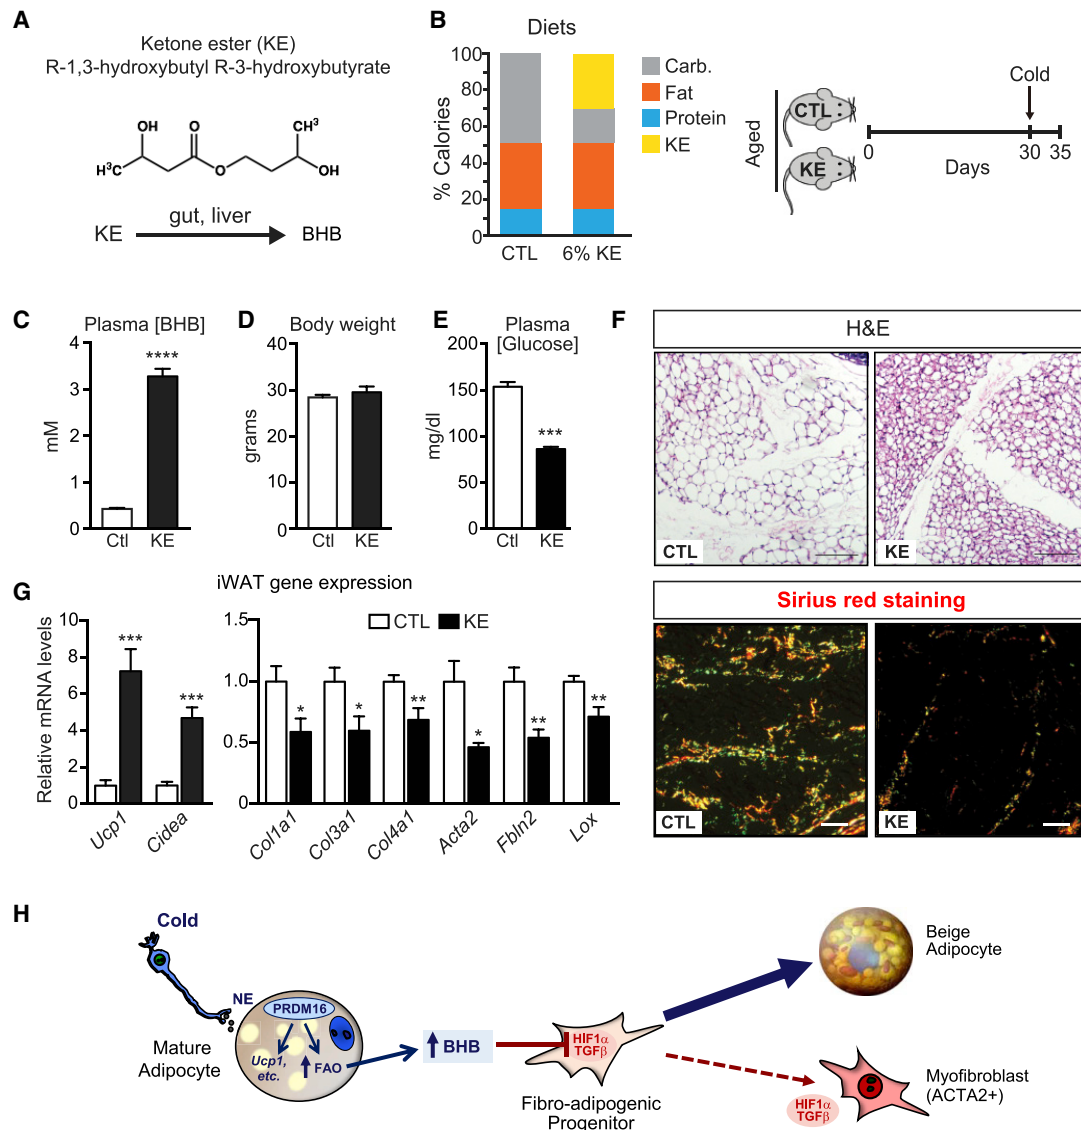 A
Ketone ester (KE)
R-1,3-hydroxybutyl R-3-hydroxybutyrate
OH
O
CH³
H³C
O
OH
gut, liver
KE
BHB
B
Diets
% Calories
100
80
60
40
20
0
CTL
6% KE
Carb.
Fat
Protein
KE
Aged
CTL
KE
Cold
0
30
35
Days
C
Plasma [BHB]
mM
4
3
2
1
0
****
Ctl
KE
D
Body weight
grams
40
30
20
10
0
Ctl
KE
E
Plasma
[Glucose]
mg/dl
200
150
100
50
0
***
Ctl
KE
F
H&E
CTL
KE
Sirius red staining
CTL
KE
G
iWAT gene expression
Relative mRNA levels
10
8
6
4
2
0
***
***
Ucp1
Cidea
CTL
KE
1.5
1.0
0.5
0
*
*
**
*
**
**
Col1a1
Col3a1
Col4a1
Acta2
Fbln2
Lox
H
Cold
NE
PRDM16
Ucp1,
etc.
FAO
Mature
Adipocyte
BHB
HIF1α
TGFβ
Fibro-adipogenic
Progenitor
Beige
Adipocyte
HIF1α
TGFβ
Myofibroblast
(ACTA2+)